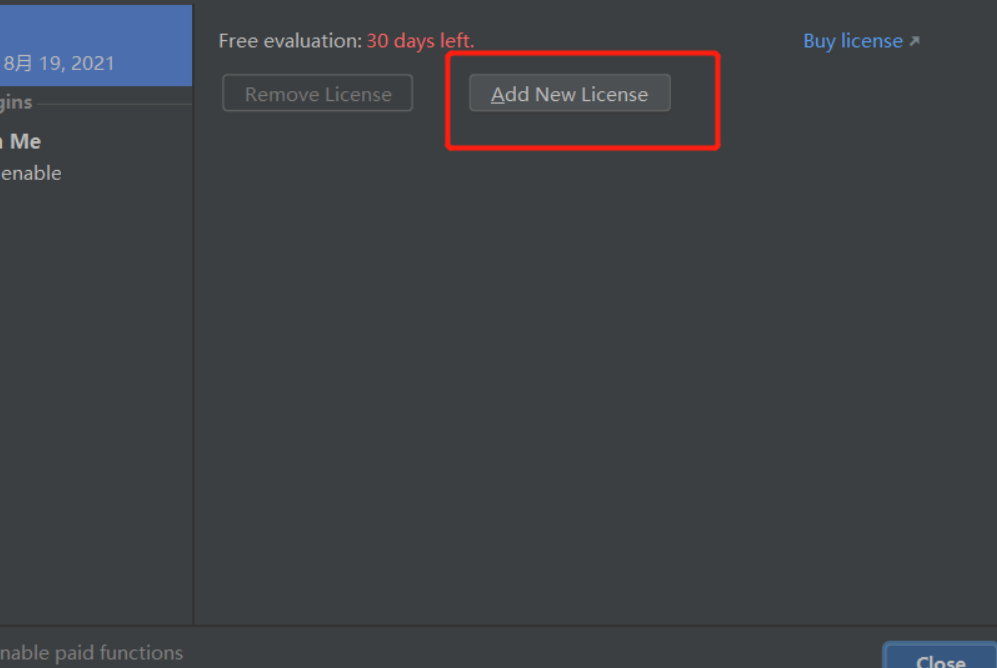 Free evaluation: 30 days left.
Buy license
8月 19, 2021
Remove License
Add New License
gins
Me
enable
nable paid functions
Close